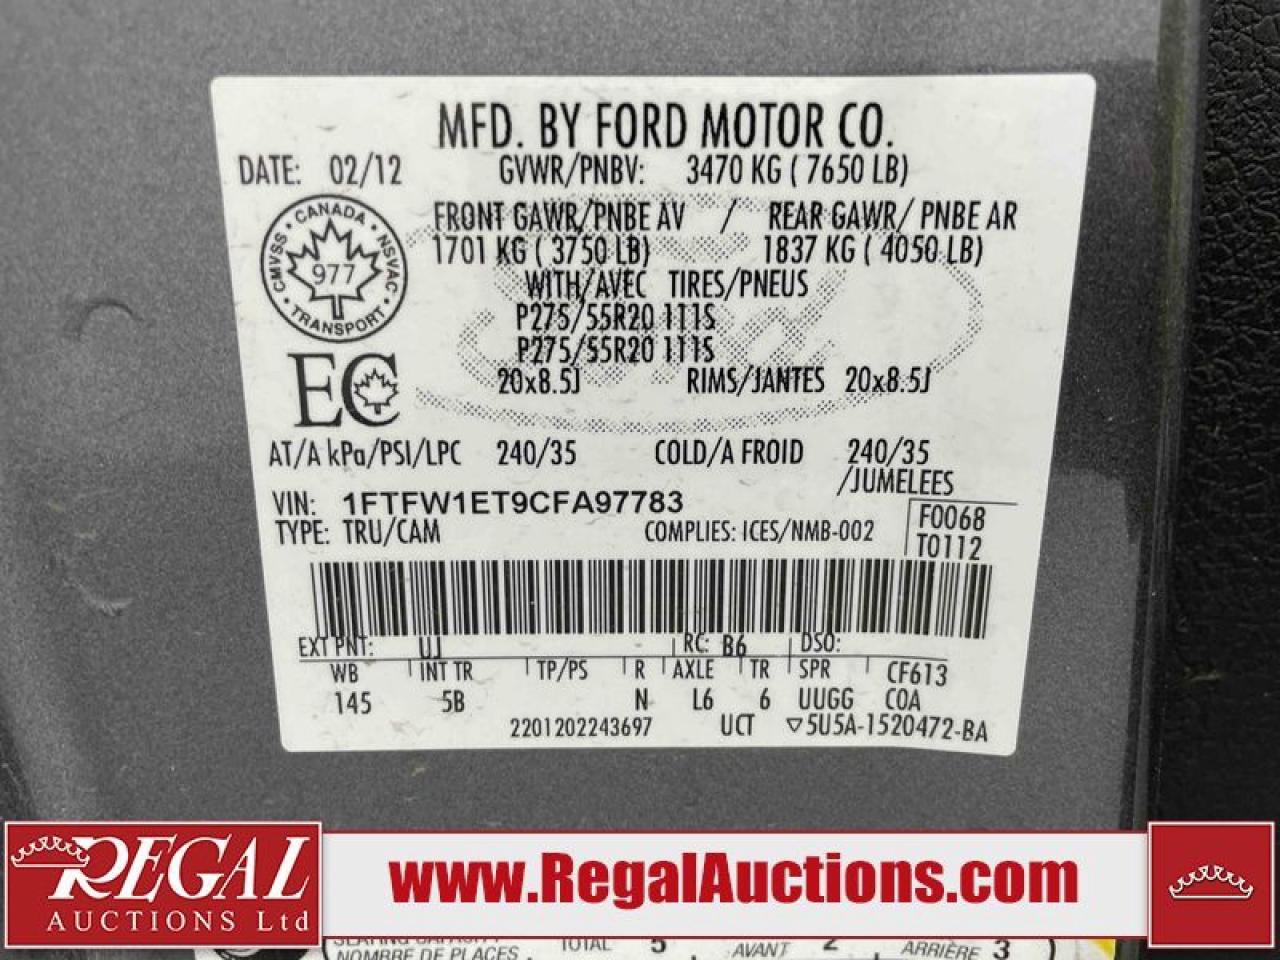 MFD. BY FORD MOTOR CO.
DATE: 02/12 GVWR/PNBV: 3470 KG ( 7650 LB)
FRONT GAWR/PNBE AV / REAR GAWR/ PNBE AR
1701 KG ( 3750 LB) 1837 KG ( 4050 LB)
WITH/AVEC TIRES/PNEUS
P275/55R20 111S
P275/55R20 111S
20x8.5J RIMS/JANTES 20x8.5J
CANADA
CMVSS NSVAC
977
TRANSPORT
EC
AT/A kPa/PSI/LPC 240/35 COLD/A FROID 240/35
/JUMELEES
VIN: 1FTFW1ET9CFA97783
F0068
TYPE: TRU/CAM COMPLIES: ICES/NMB-002
T0112
EXT PNT: UJ RC: B6 DSO:
WB INT TR TP/PS R AXLE TR SPR CF613
145 5B N L6 6 UUGG COA
2201202243697 UCT ▽5U5A-1520472-BA
REGAL
AUCTIONS Ltd
www.RegalAuctions.com
SEATING CAPACITY TOTAL 5 AVANT 2 ARRIÈRE 3
NOMBRE DE PLACES